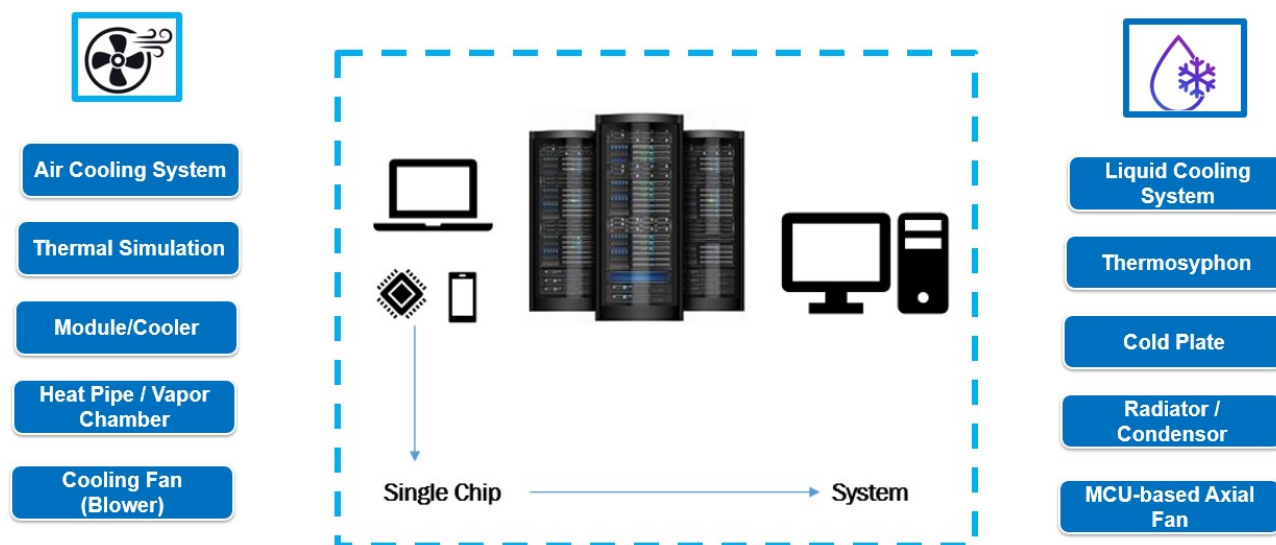 Air Cooling System
Thermal Simulation
Module/Cooler
Heat Pipe / Vapor
Chamber
Cooling Fan
(Blower)
Single Chip
System
Liquid Cooling
System
Thermosyphon
Cold Plate
Radiator /
Condensor
MCU-based Axial
Fan